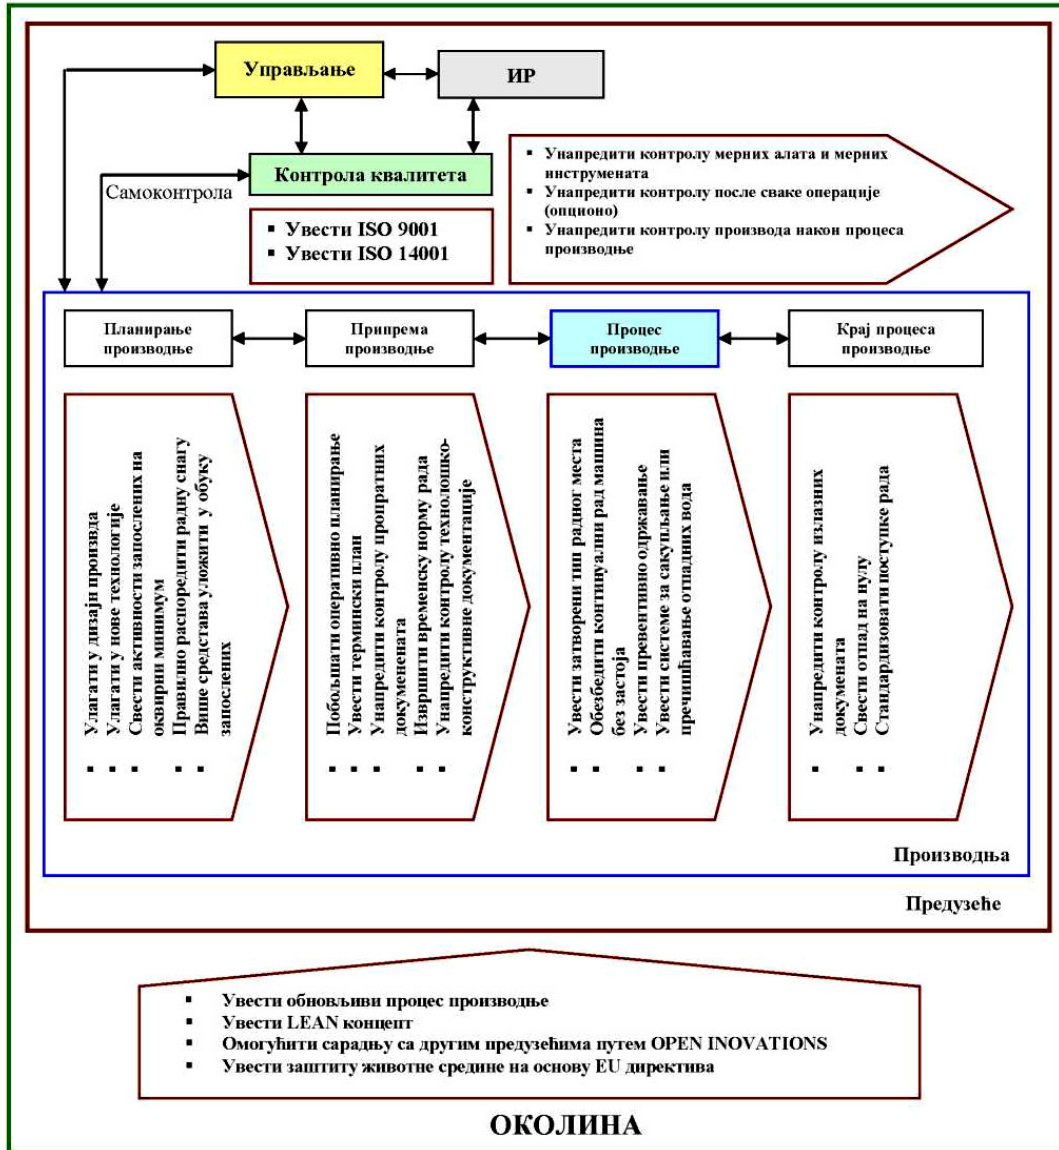 Управљање
ИР
Контрола квалитета
Самоконтрола
▪ Увести ISO 9001
▪ Увести ISO 14001
▪ Унапредити контролу мерних алата и мерних
инструмената
▪ Унапредити контролу после сваке операције
(опционо)
▪ Унапредити контролу производа након процеса
производње
Планирање
производње
Припрема
производње
Процес
производње
Крај процеса
производње
▪ Улагати у дизајн произвда
▪ Улагати у нове технологије
▪ Свести активности запослених на
оквирни минимум
▪ Правилно распоредити радну снагу
▪ Више средстава уложити у обуку
запослених
▪ Побољшати оперативно планирање
▪ Увести термински план
▪ Унапредити контролу пропратних
докуменената
▪ Извршити временску норму рада
▪ Унапредити контролу технолошко-
конструктивне документације
▪ Увести затворени тип радног места
▪ Обезбедити континуални рад машина
без застоја
▪ Увести превентивно одржавање
▪ Увести системе за сакупљање или
пречишћавање отпадних вода
▪ Унапредити контролу излазних
докумената
▪ Свести отпад на нулу
▪ Стандардизовати поступке рада
Производња
Предузеће
▪ Увести обновљиви процес производње
▪ Увести LEAN концепт
▪ Омогућити сарадњу са другим предузећима путем OPEN INOVATIONS
▪ Увести заштиту животне средине на основу EU директива
ОКОЛИНА